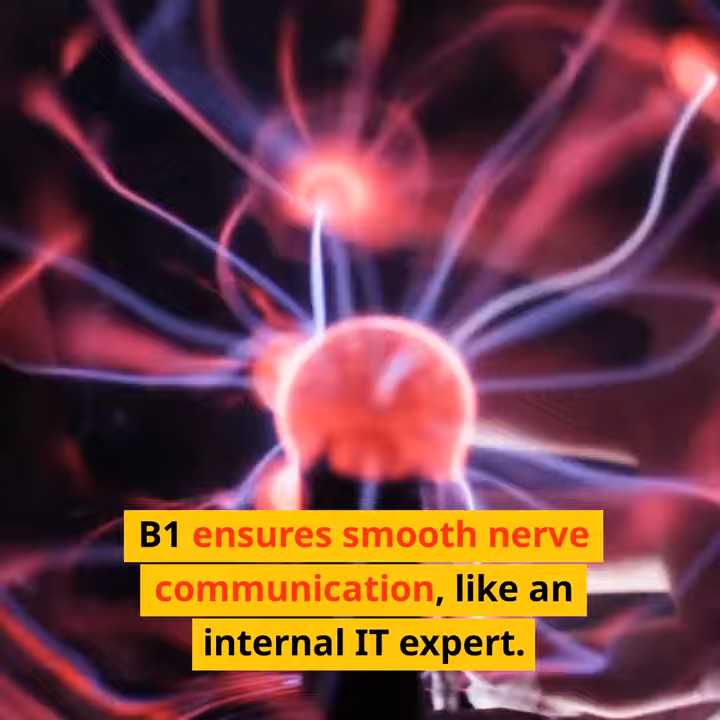 B1 ensures smooth nerve
communication, like an
internal IT expert.